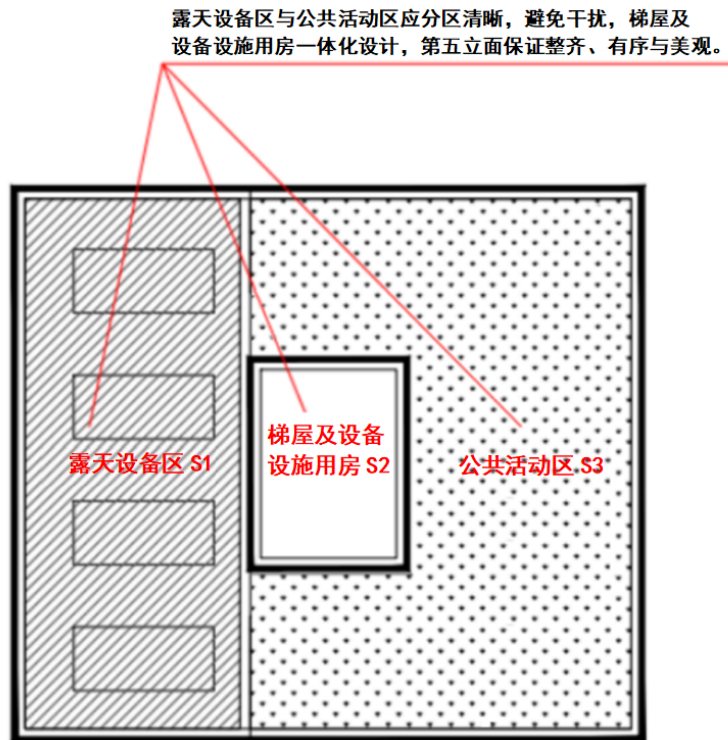 露天设备区与公共活动区应分区清晰，避免干扰，梯屋及
设备设施用房一体化设计，第五立面保证整齐、有序与美观。
露天设备区 S1
梯屋及设备
设施用房 S2
公共活动区 S3